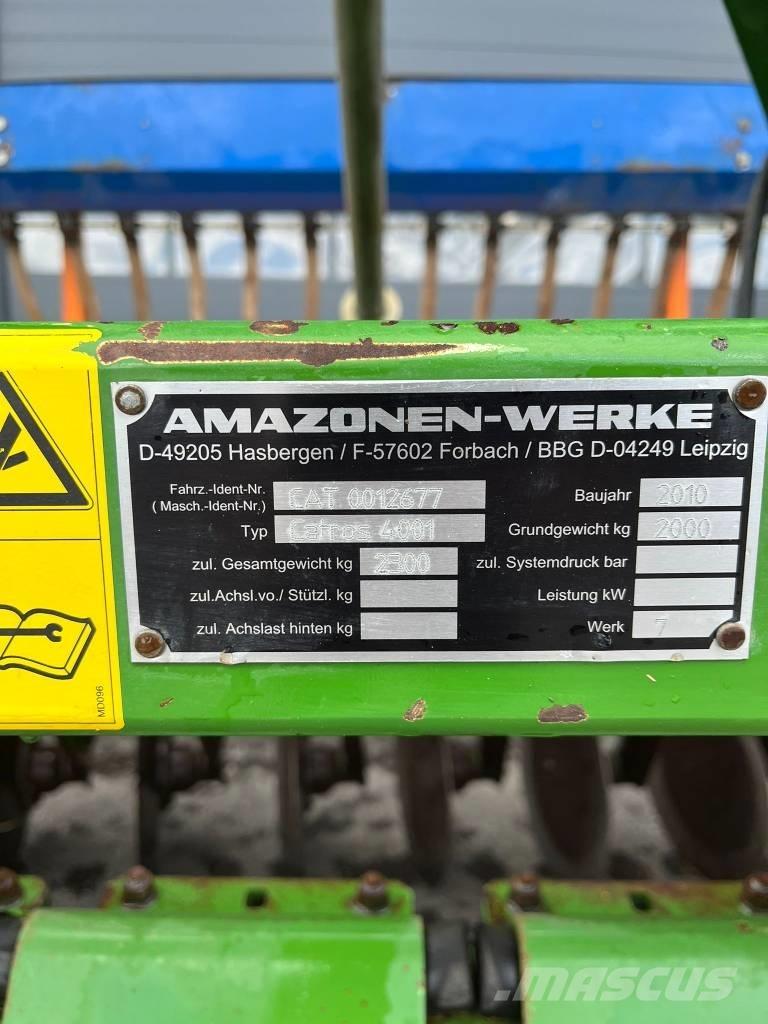 AMAZONEN-WERKE
D-49205 Hasbergen / F-57602 Forbach / BBG D-04249 Leipzig
Fahrz.-Ident-Nr. CAT 0012677 Baujahr 2010
( Masch.-Ident-Nr.)
Typ Catros 4001 Grundgewicht kg 2000
zul. Gesamtgewicht kg 2300 zul. Systemdruck bar
zul.Achsl.vo./ Stützl. kg Leistung kW
zul. Achslast hinten kg Werk 7
MD096
MASCUS